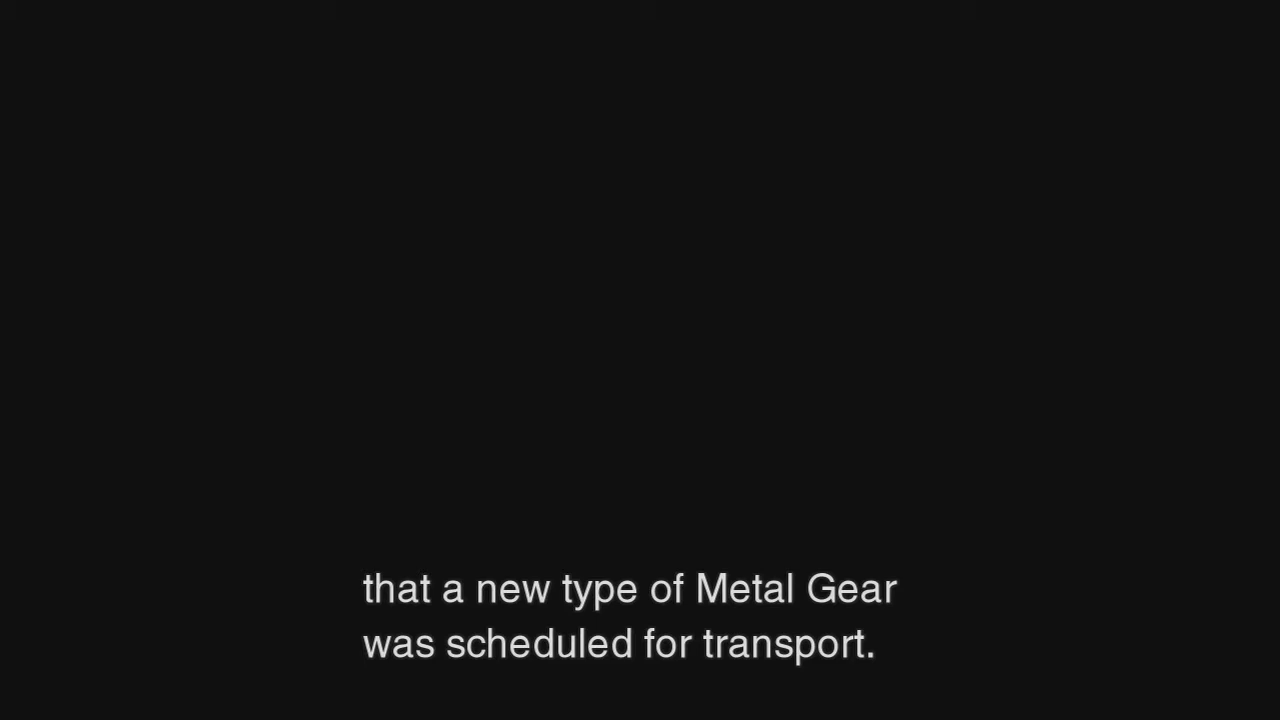 that a new type of Metal Gear
was scheduled for transport.